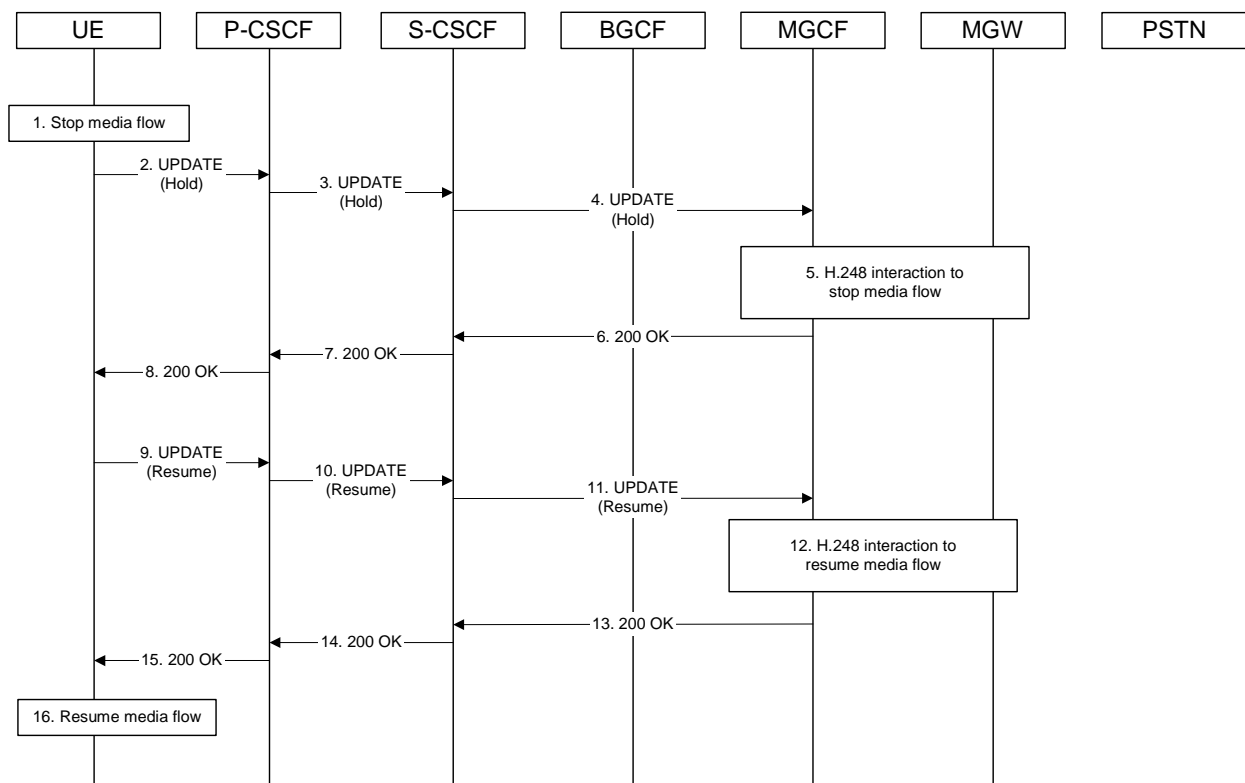 UE
P-CSCF
S-CSCF
BGCF
MGCF
MGW
PSTN
1. Stop media flow
2. UPDATE
(Hold)
3. UPDATE
(Hold)
4. UPDATE
(Hold)
5. H.248 interaction to
stop media flow
6. 200 OK
7. 200 OK
8. 200 OK
9. UPDATE
(Resume)
10. UPDATE
(Resume)
11. UPDATE
(Resume)
12. H.248 interaction to
resume media flow
13. 200 OK
14. 200 OK
15. 200 OK
16. Resume media flow